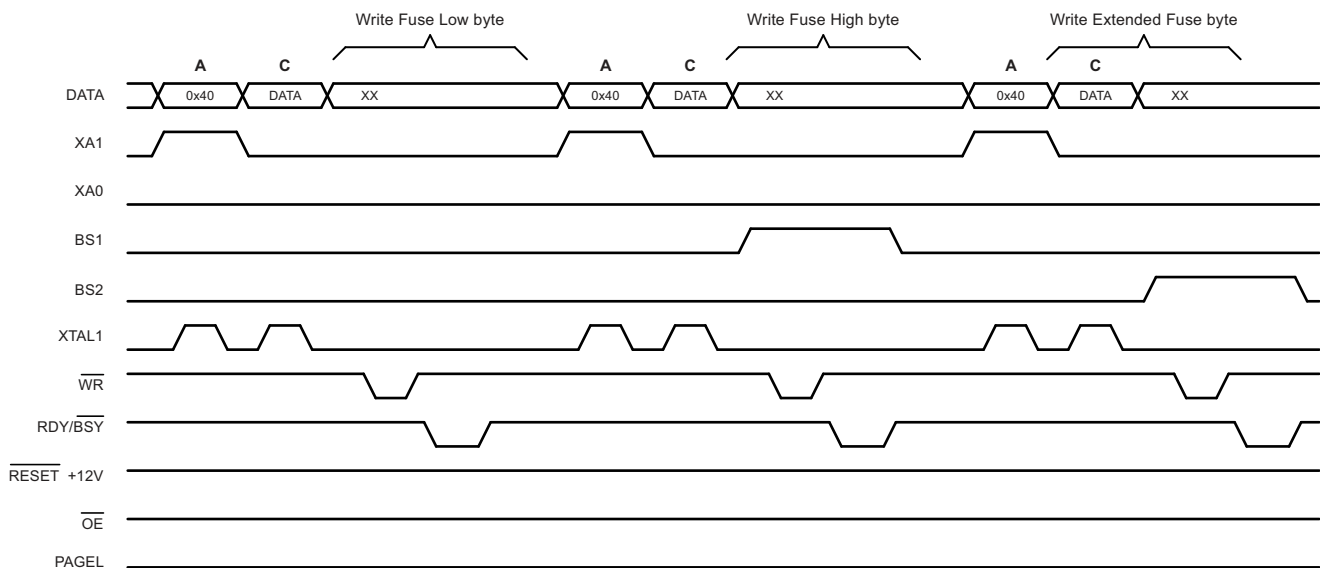 Write Fuse Low byte Write Fuse High byte Write Extended Fuse byte
A C A C A C
DATA 0x40 DATA XX 0x40 DATA XX 0x40 DATA XX
XA1
XA0
BS1
BS2
XTAL1
WR
RDY/BSY
RESET +12V
OE
PAGEL